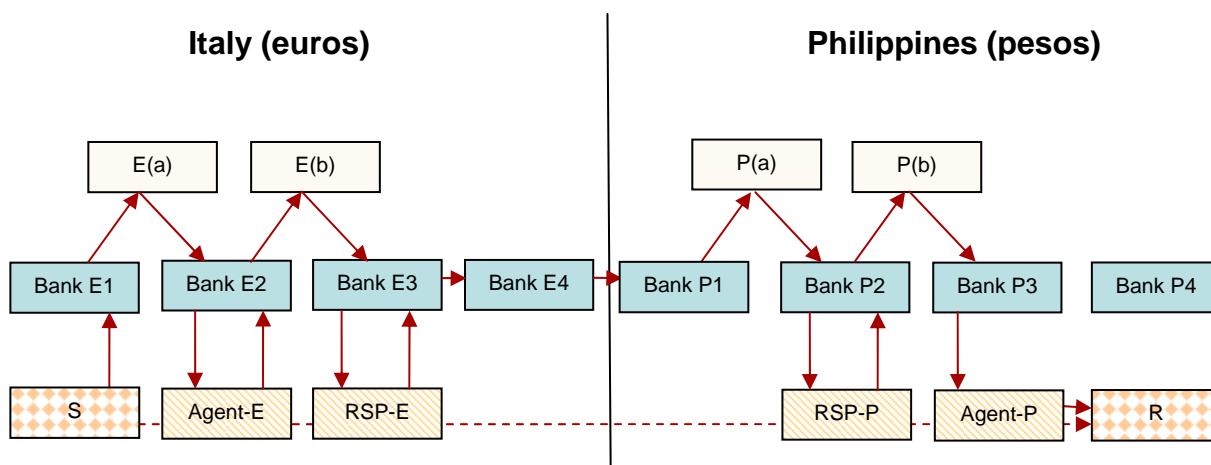 Italy (euros)
Philippines (pesos)
E(a)
E(b)
P(a)
P(b)
Bank E1
Bank E2
Bank E3
Bank E4
Bank P1
Bank P2
Bank P3
Bank P4
S
Agent-E
RSP-E
RSP-P
Agent-P
R